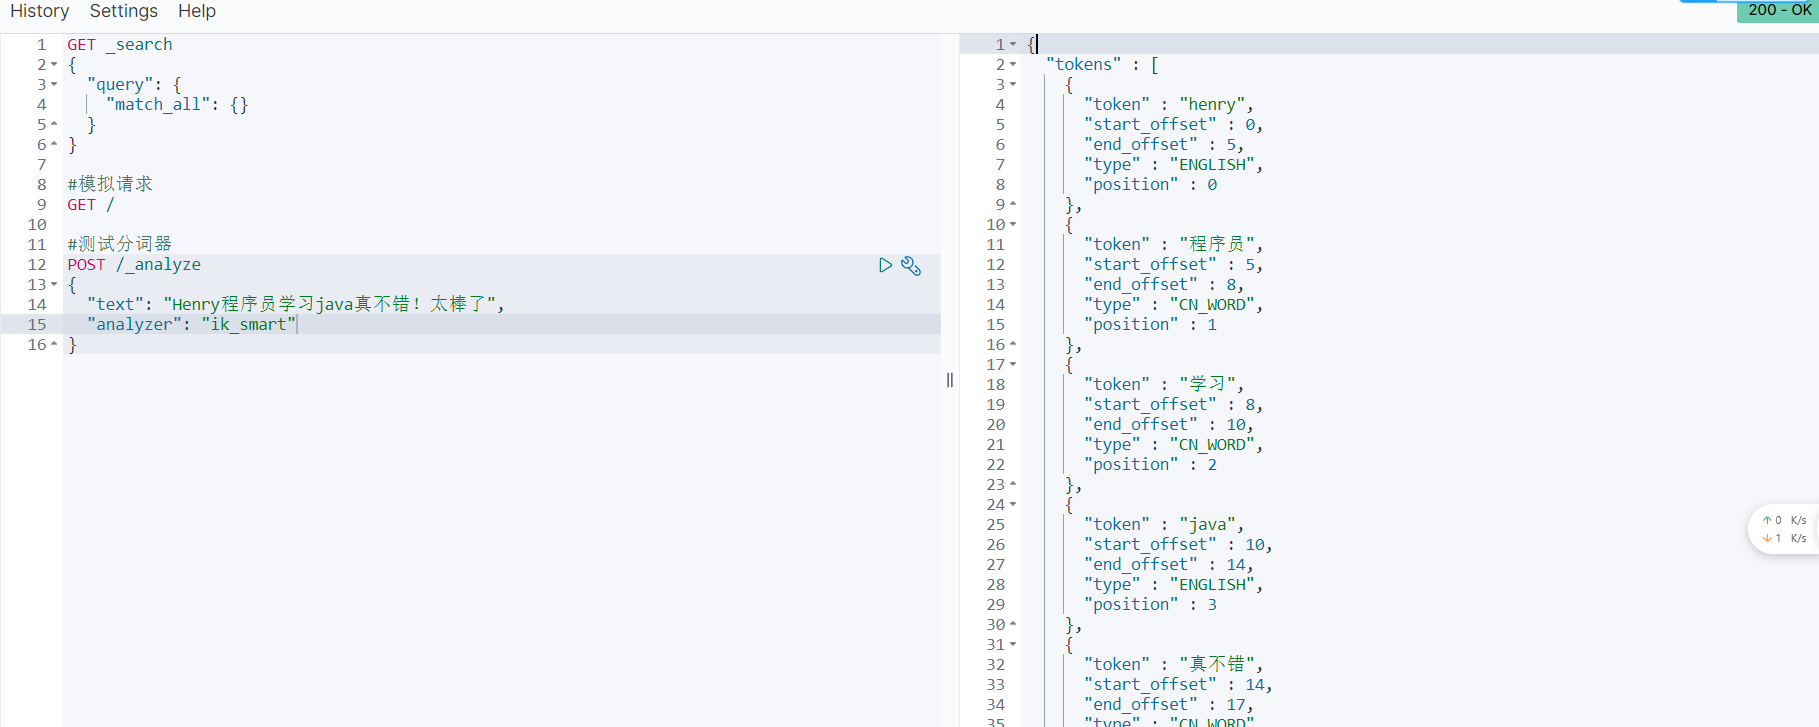 History Settings Help
200 - OK
1 GET _search
2 {
3 "query": {
4 "match_all": {}
5 }
6 }
7
8 #模拟请求
9 GET /
10
11 #测试分词器
12 POST /_analyze
13 {
14 "text": "Henry程序员学习java真不错！太棒了",
15 "analyzer": "ik_smart"
16 }
1 {
2 "tokens" : [
3 {
4 "token" : "henry",
5 "start_offset" : 0,
6 "end_offset" : 5,
7 "type" : "ENGLISH",
8 "position" : 0
9 },
10 {
11 "token" : "程序员",
12 "start_offset" : 5,
13 "end_offset" : 8,
14 "type" : "CN_WORD",
15 "position" : 1
16 },
17 {
18 "token" : "学习",
19 "start_offset" : 8,
20 "end_offset" : 10,
21 "type" : "CN_WORD",
22 "position" : 2
23 },
24 {
25 "token" : "java",
26 "start_offset" : 10,
27 "end_offset" : 14,
28 "type" : "ENGLISH",
29 "position" : 3
30 },
31 {
32 "token" : "真不错",
33 "start_offset" : 14,
34 "end_offset" : 17,
35 "type" : "CN_WORD"
↑ 0 K/s
↓ 1 K/s